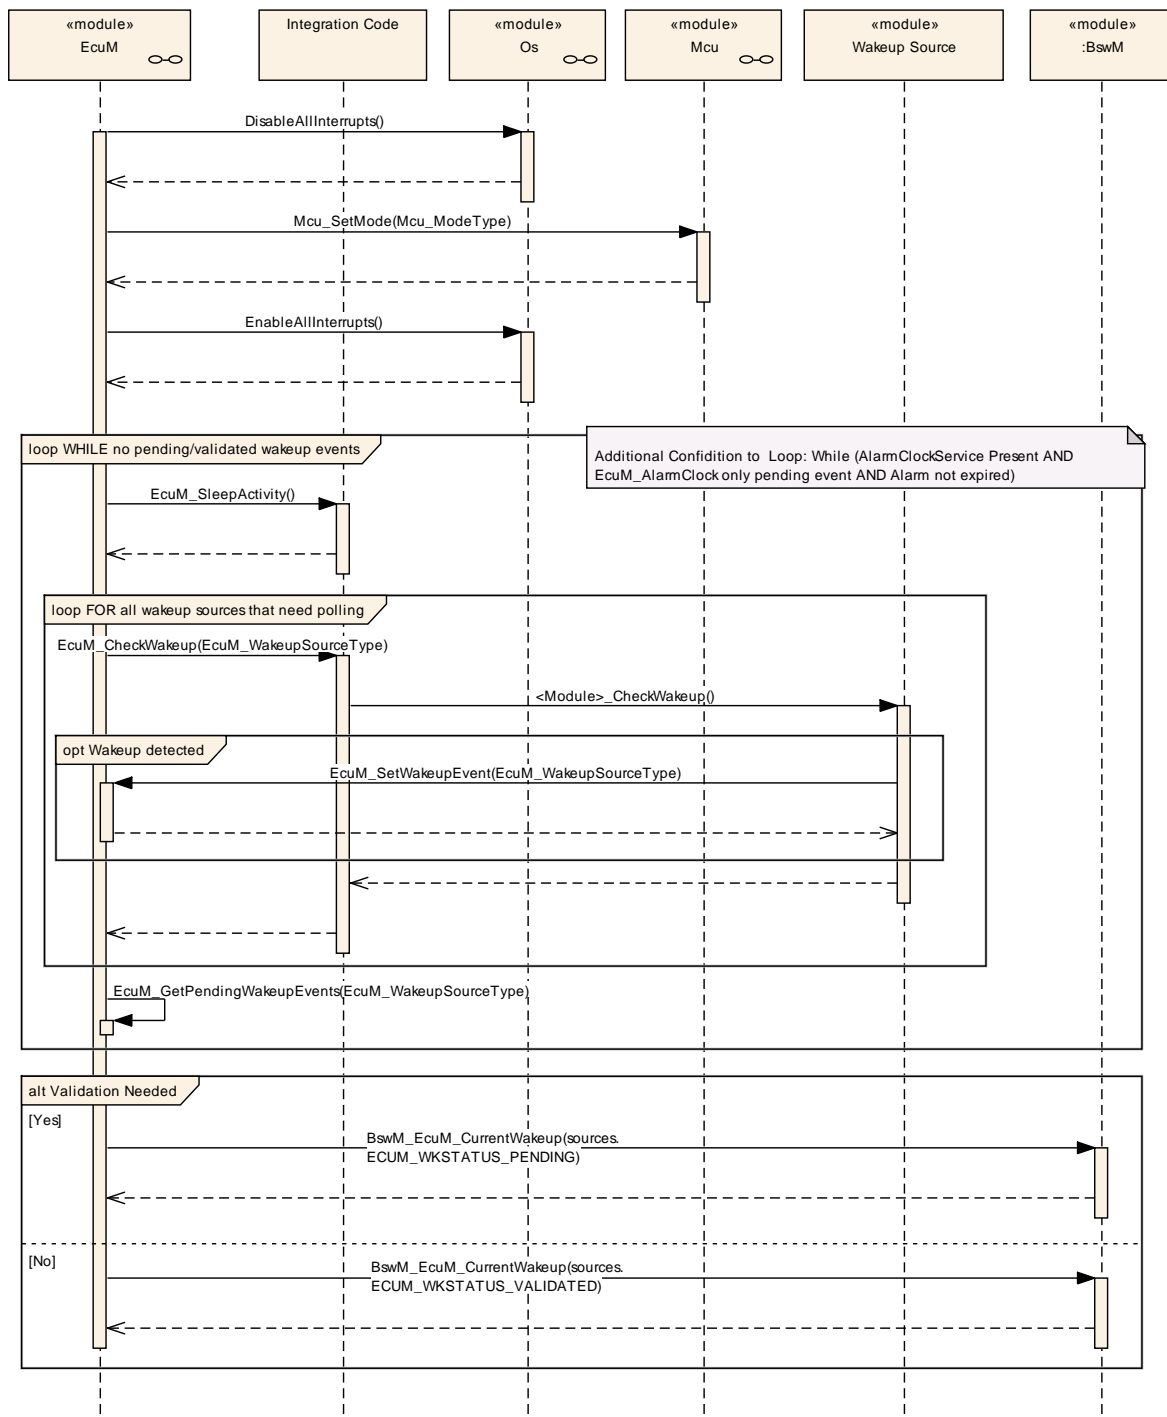 «module»
EcuM
Integration Code
«module»
Os
«module»
Mcu
«module»
Wakeup Source
«module»
:BswM
DisableAllInterrupts()
Mcu_SetMode(Mcu_ModeType)
EnableAllInterrupts()
loop WHILE no pending/validated wakeup events
Additional Confidition to Loop: While (AlarmClockService Present AND
EcuM_AlarmClock only pending event AND Alarm not expired)
EcuM_SleepActivity()
loop FOR all wakeup sources that need polling
EcuM_CheckWakeup(EcuM_WakeupSourceType)
<Module>_CheckWakeup()
opt Wakeup detected
EcuM_SetWakeupEvent(EcuM_WakeupSourceType)
EcuM_GetPendingWakeupEvents(EcuM_WakeupSourceType)
alt Validation Needed
[Yes]
BswM_EcuM_CurrentWakeup(sources.
ECUM_WKSTATUS_PENDING)
[No]
BswM_EcuM_CurrentWakeup(sources.
ECUM_WKSTATUS_VALIDATED)